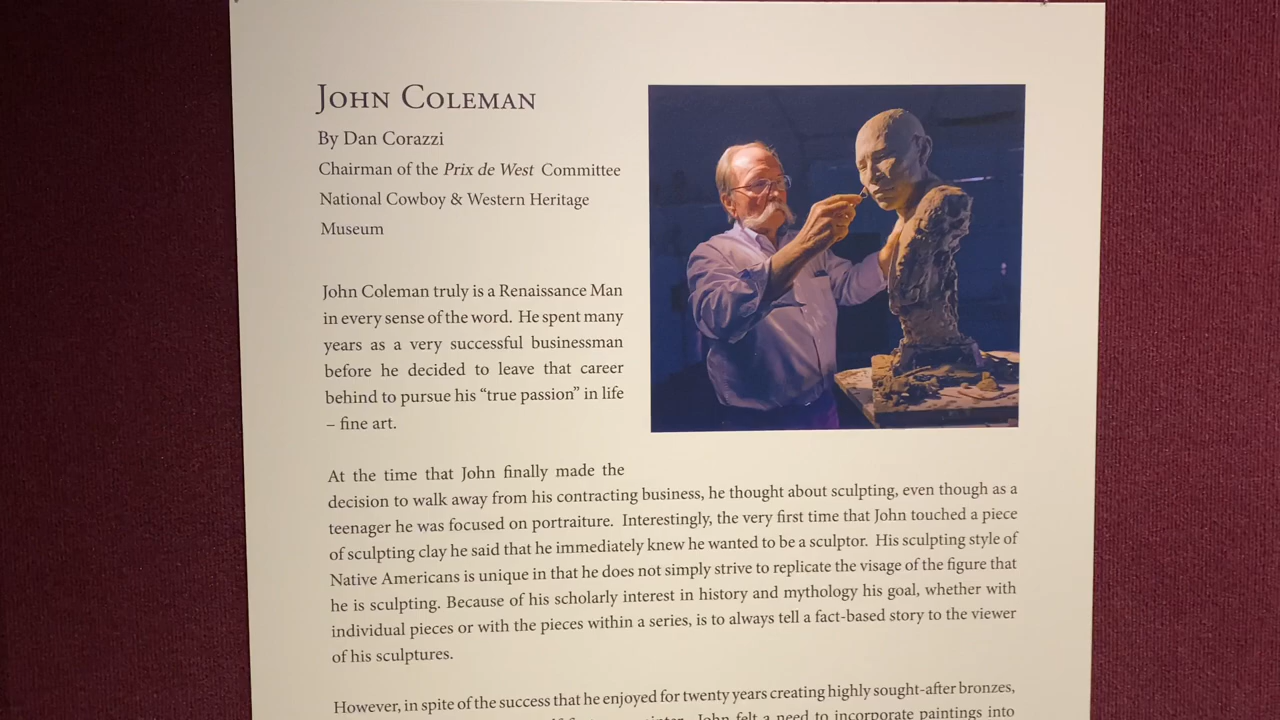 John Coleman
By Dan Corazzi
Chairman of the Prix de West Committee
National Cowboy & Western Heritage
Museum
John Coleman truly is a Renaissance Man
in every sense of the word. He spent many
years as a very successful businessman
before he decided to leave that career
behind to pursue his “true passion” in life
– fine art.
At the time that John finally made the
decision to walk away from his contracting business, he thought about sculpting, even though as a
teenager he was focused on portraiture. Interestingly, the very first time that John touched a piece
of sculpting clay he said that he immediately knew he wanted to be a sculptor. His sculpting style of
Native Americans is unique in that he does not simply strive to replicate the visage of the figure that
he is sculpting. Because of his scholarly interest in history and mythology his goal, whether with
individual pieces or with the pieces within a series, is to always tell a fact-based story to the viewer
of his sculptures.
However, in spite of the success that he enjoyed for twenty years creating highly sought-after bronzes,
John felt a need to incorporate paintings into